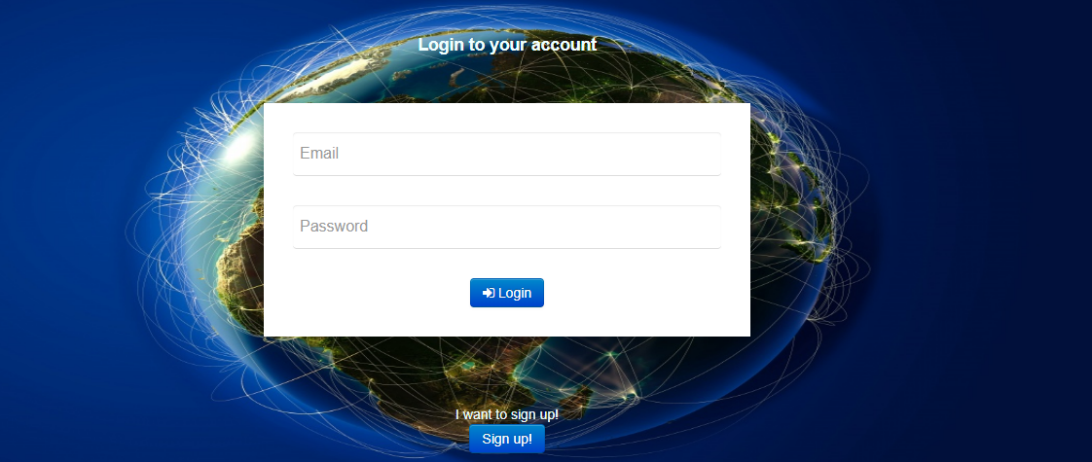 Login to your account
Email
Password
Login
I want to sign up!
Sign up!